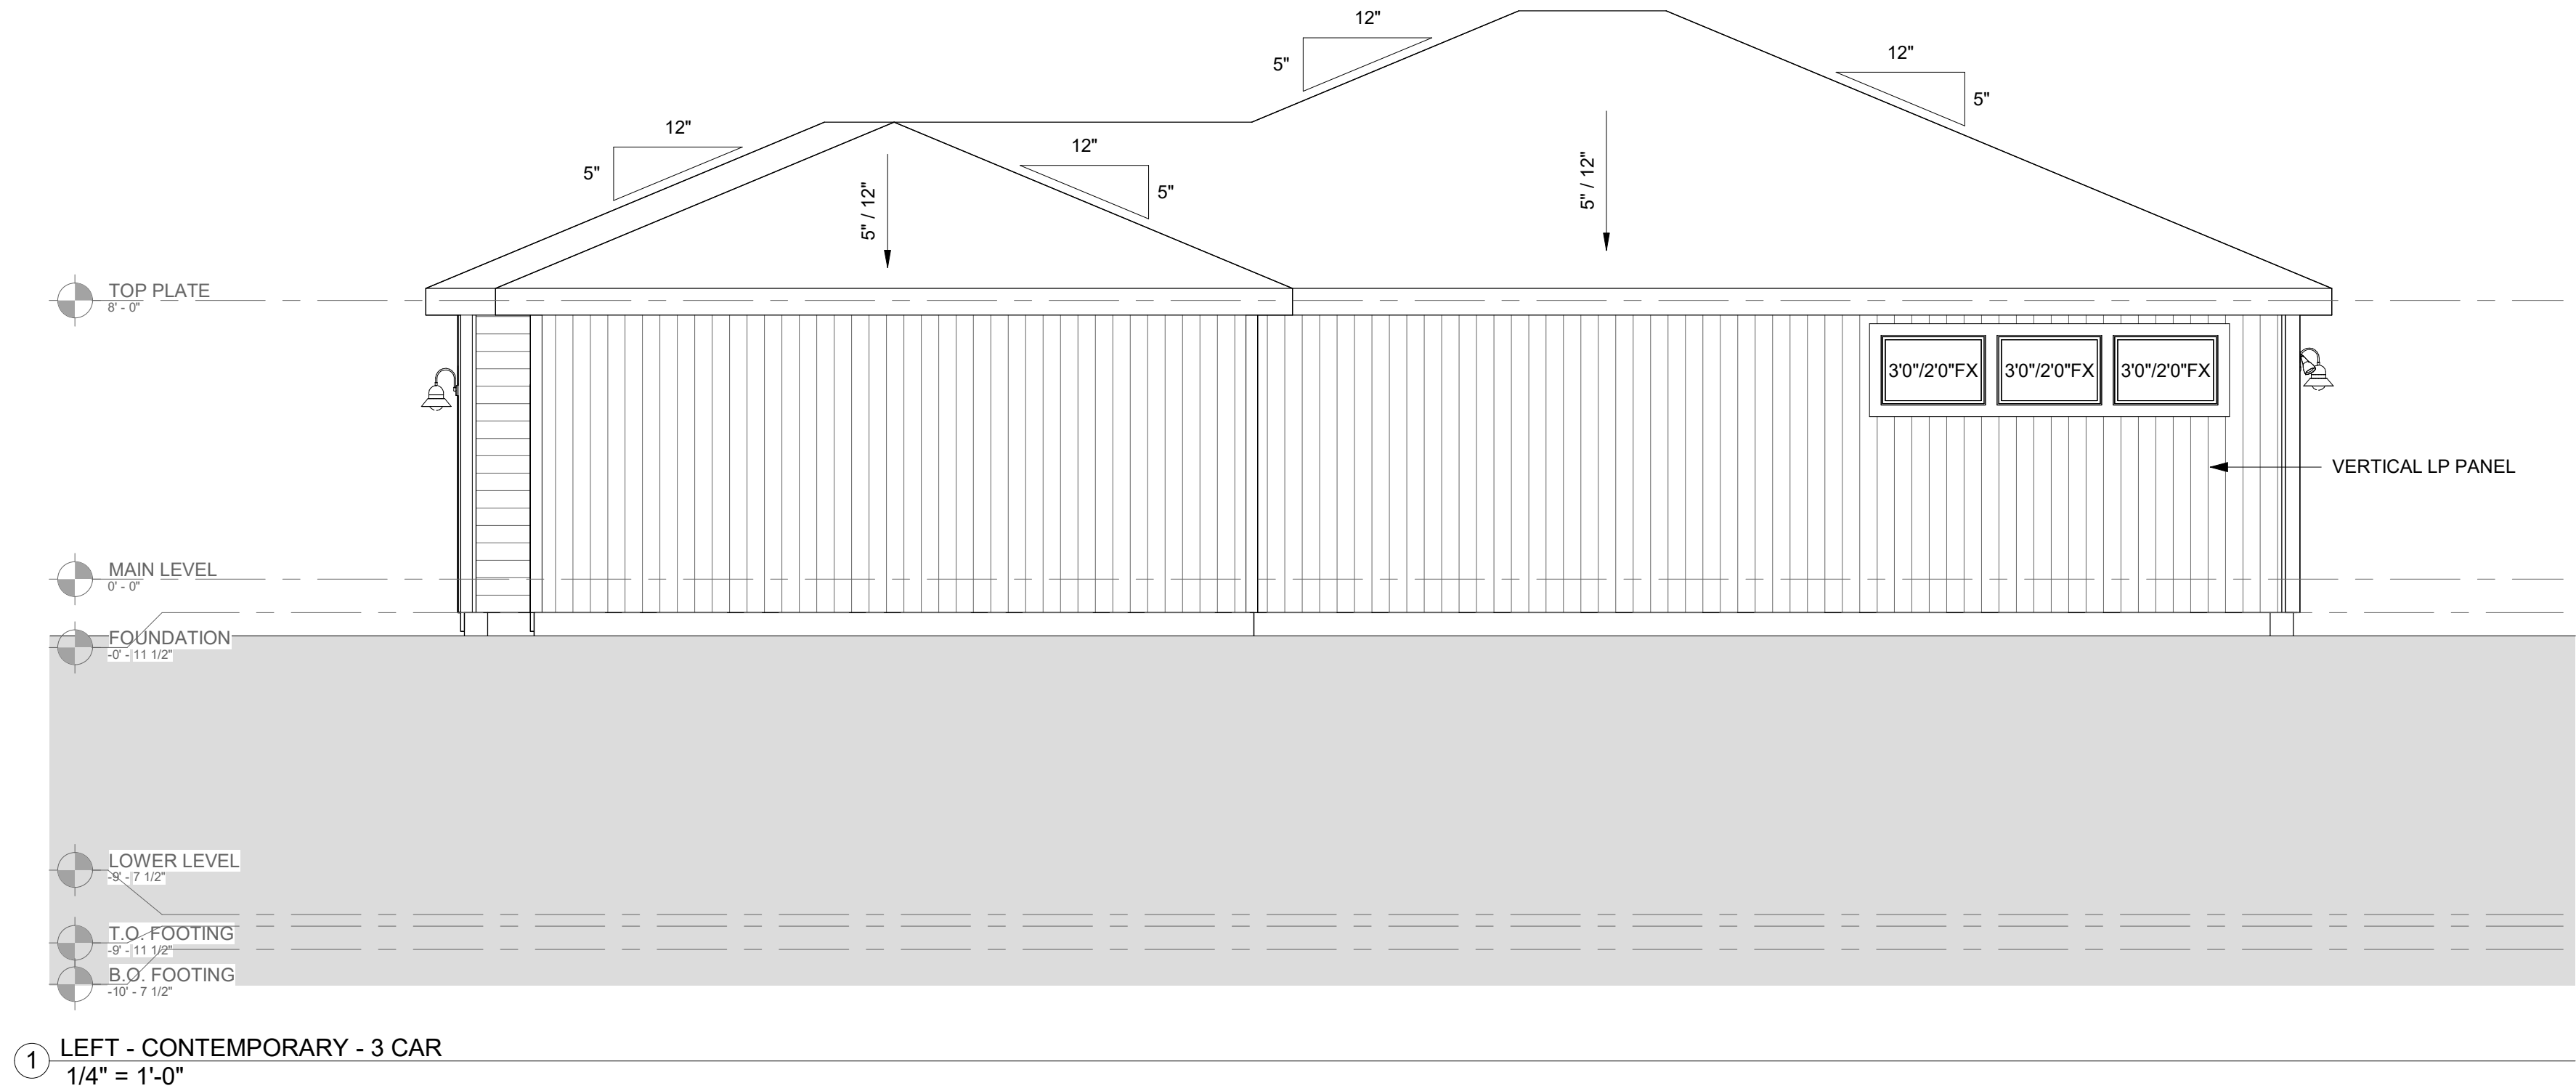 12"
5"
12"
5"
12"
5"
12"
5"
5" / 12"
5" / 12"
TOP PLATE
8' - 0"
3'0"/2'0"FX
3'0"/2'0"FX
3'0"/2'0"FX
VERTICAL LP PANEL
MAIN LEVEL
0' - 0"
FOUNDATION
-0' - 11 1/2"
LOWER LEVEL
-9' - 7 1/2"
T.O. FOOTING
-9' - 11 1/2"
B.O. FOOTING
-10' - 7 1/2"
1
LEFT - CONTEMPORARY - 3 CAR
1/4" = 1'-0"